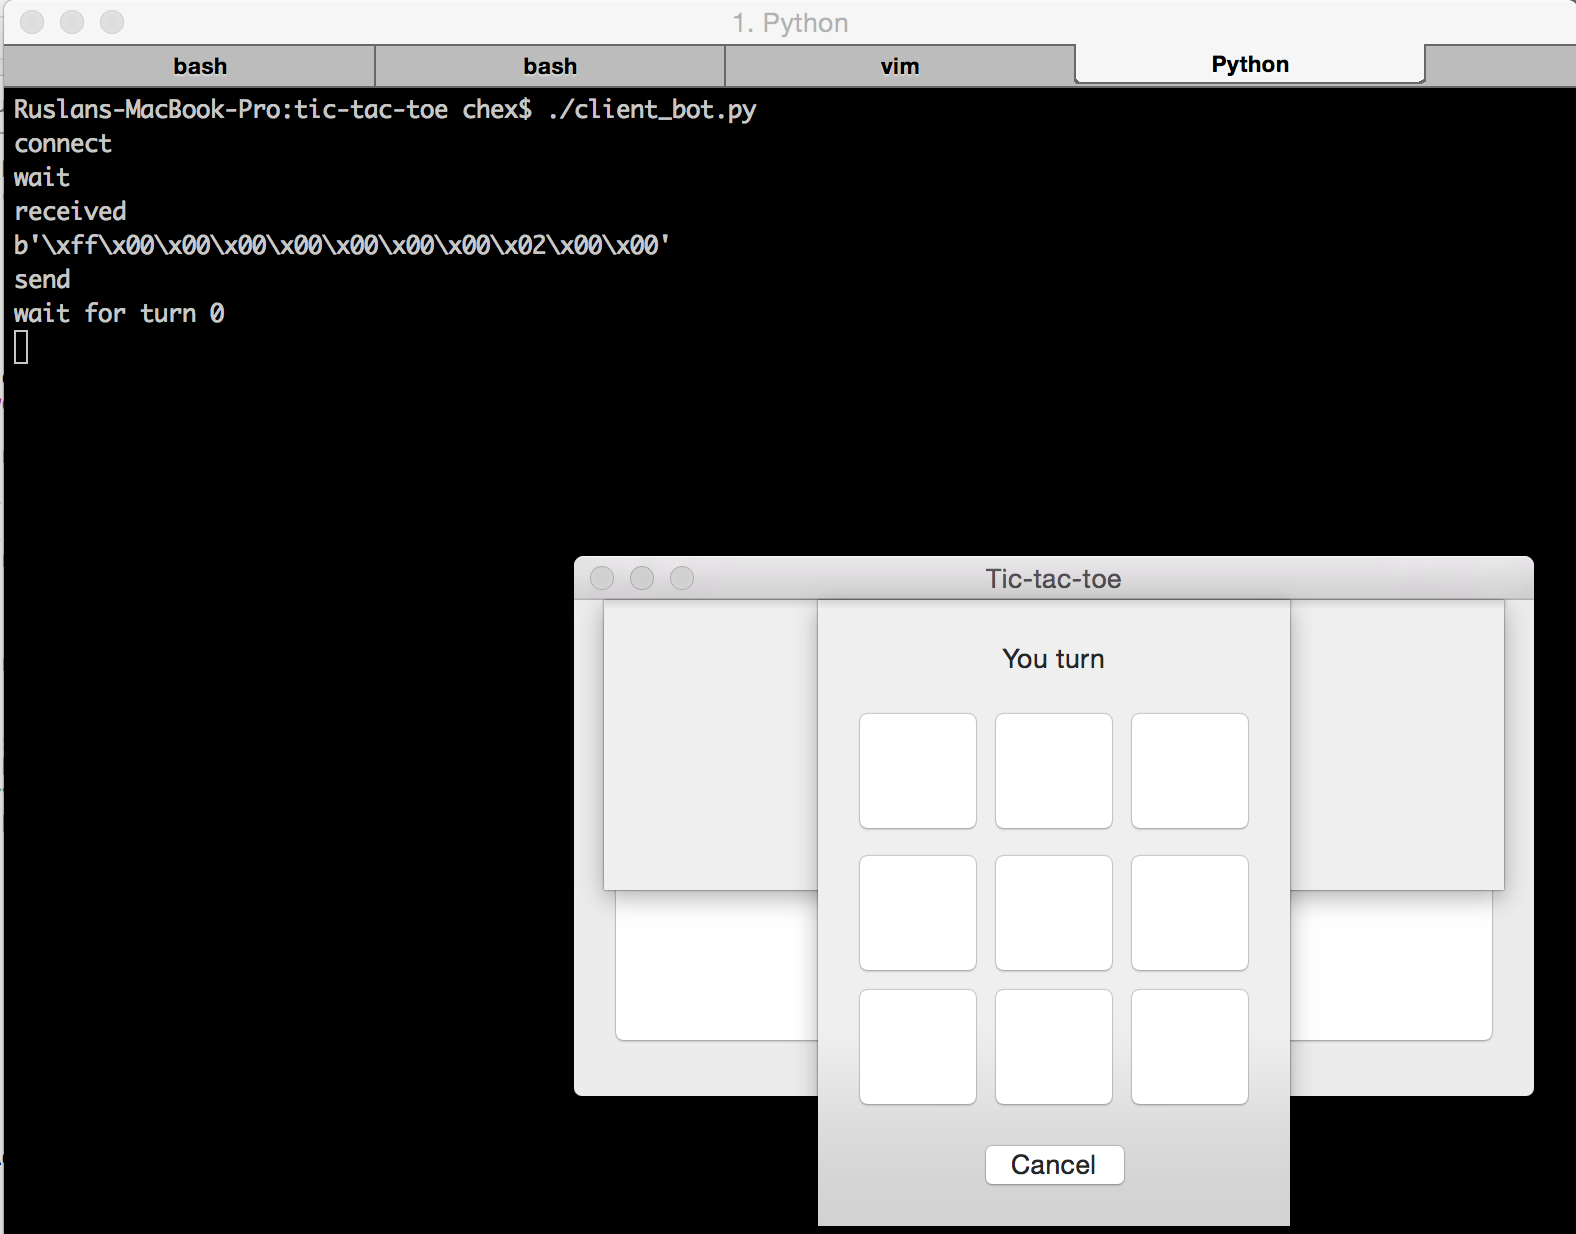 1. Python
bash bash vim Python
Ruslans-MacBook-Pro:tic-tac-toe chex$ ./client_bot.py
connect
wait
received
b'\xff\x00\x00\x00\x00\x00\x00\x00\x02\x00\x00'
send
wait for turn 0
Tic-tac-toe
You turn
Cancel